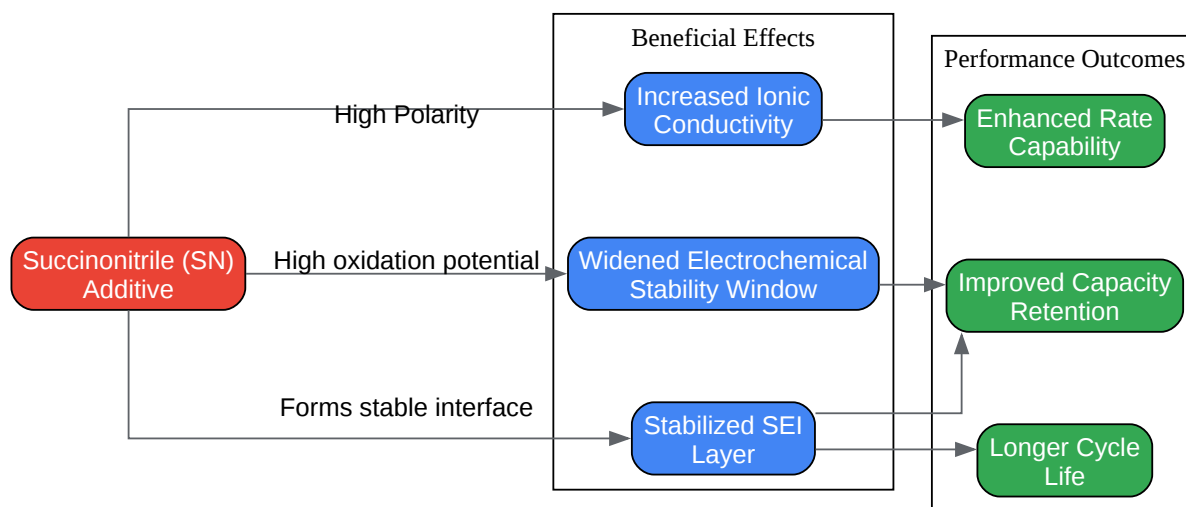 Beneficial Effects
Performance Outcomes
High Polarity
Increased Ionic
Conductivity
Enhanced Rate
Capability
Succinonitrile (SN)
Additive
High oxidation potential
Widened Electrochemical
Stability Window
Improved Capacity
Retention
Forms stable interface
Stabilized SEI
Layer
Longer Cycle
Life